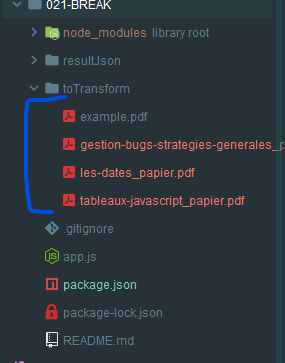 021-BREAK
node_modules library root
resultJson
toTransform
example.pdf
gestion-bugs-strategies-generales_p
les-dates_papier.pdf
tableaux-javascript_papier.pdf
.gitignore
app.js
package.json
package-lock.json
README.md